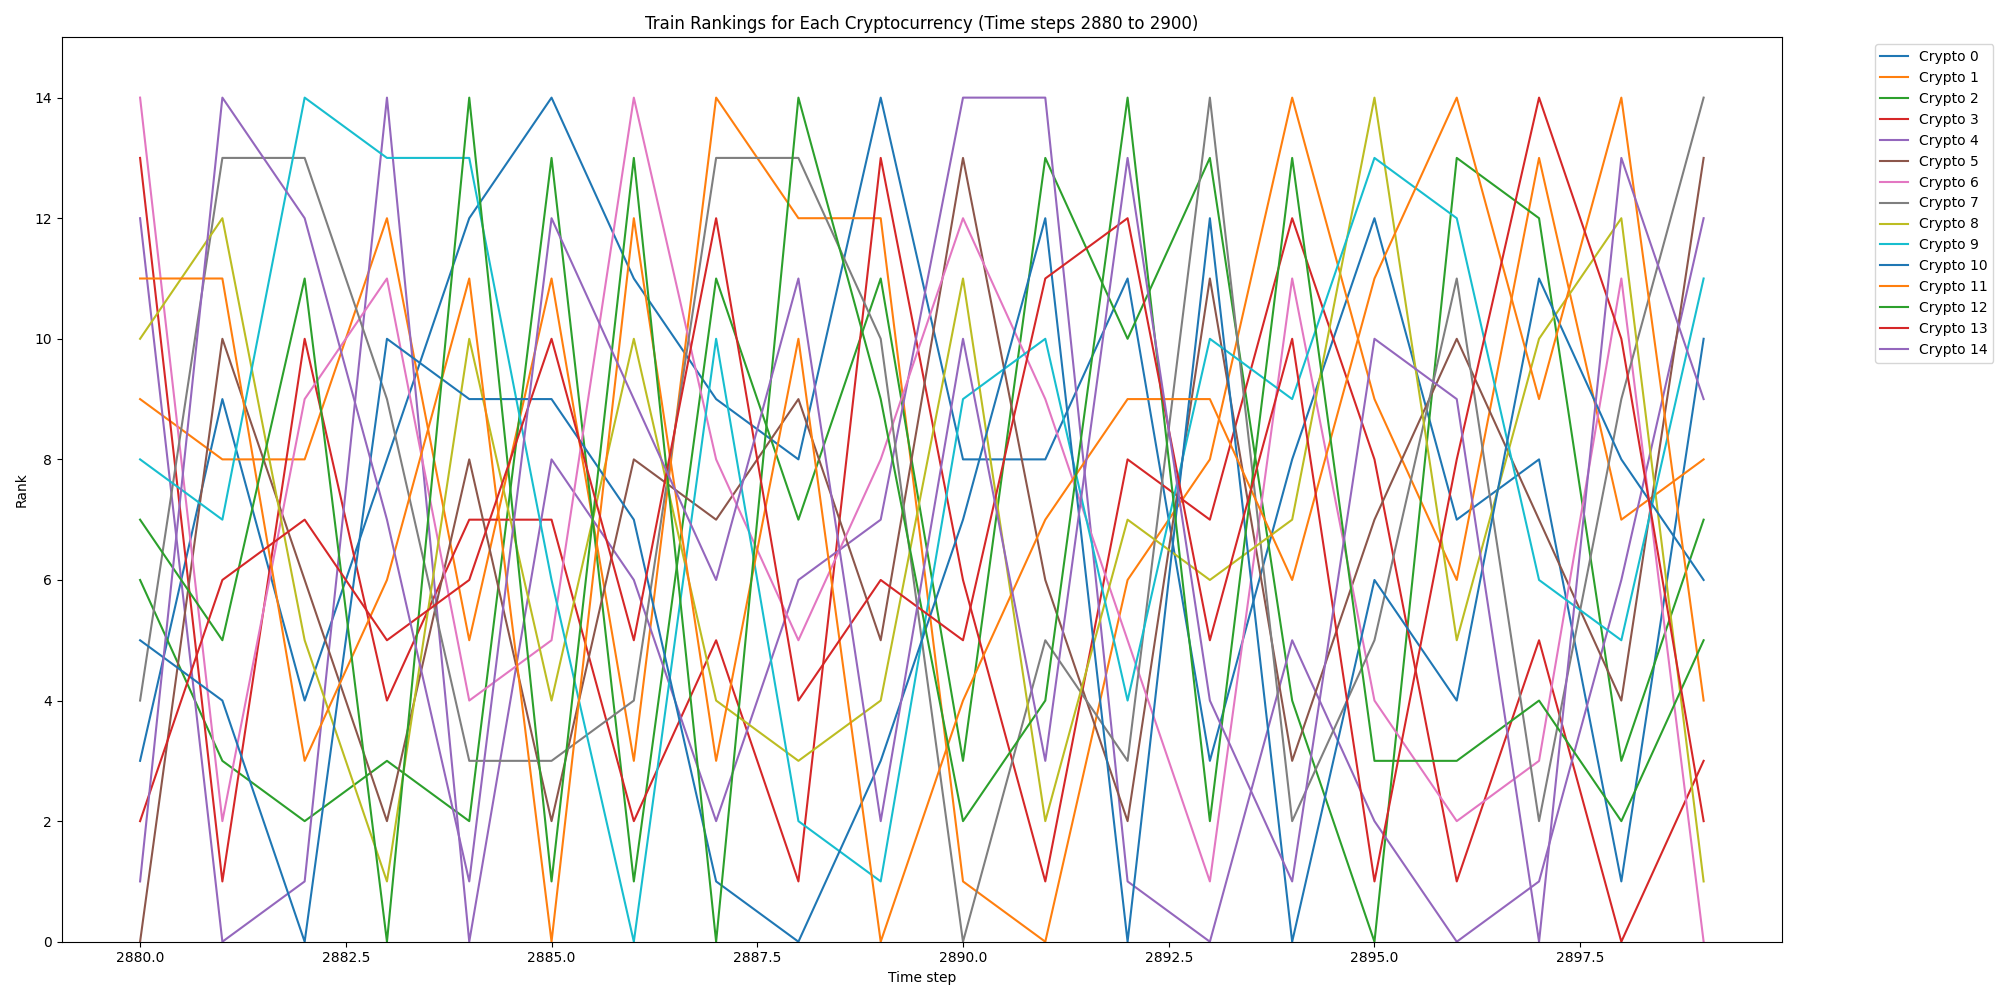 Train Rankings for Each Cryptocurrency (Time steps 2880 to 2900)
Rank
14
12
10
8
6
4
2
0
2880.0
2882.5
2885.0
2887.5
2890.0
2892.5
2895.0
2897.5
Time step
Crypto 0
Crypto 1
Crypto 2
Crypto 3
Crypto 4
Crypto 5
Crypto 6
Crypto 7
Crypto 8
Crypto 9
Crypto 10
Crypto 11
Crypto 12
Crypto 13
Crypto 14